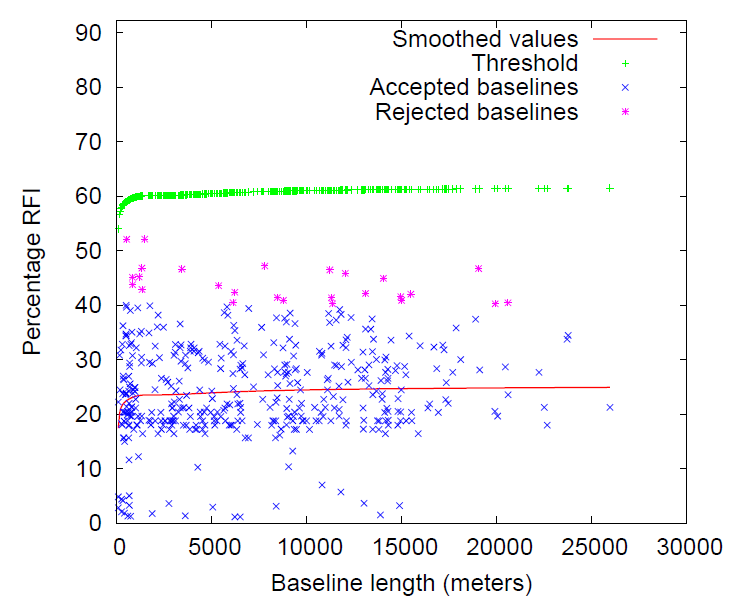 90
80
70
60
50
40
30
20
10
0
Percentage RFI
Smoothed values
Threshold
Accepted baselines
Rejected baselines
0 5000 10000 15000 20000 25000 30000
Baseline length (meters)